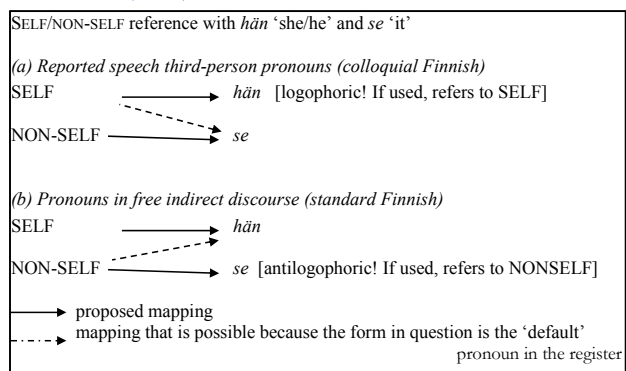 SELF/NON-SELF reference with hän ‘she/he’ and se ‘it’
(a) Reported speech third-person pronouns (colloquial Finnish)
SELF hän [logophoric! If used, refers to SELF]
NON-SELF se
(b) Pronouns in free indirect discourse (standard Finnish)
SELF hän
NON-SELF se [antilogophoric! If used, refers to NONSELF]
proposed mapping
mapping that is possible because the form in question is the ‘default’
pronoun in the register